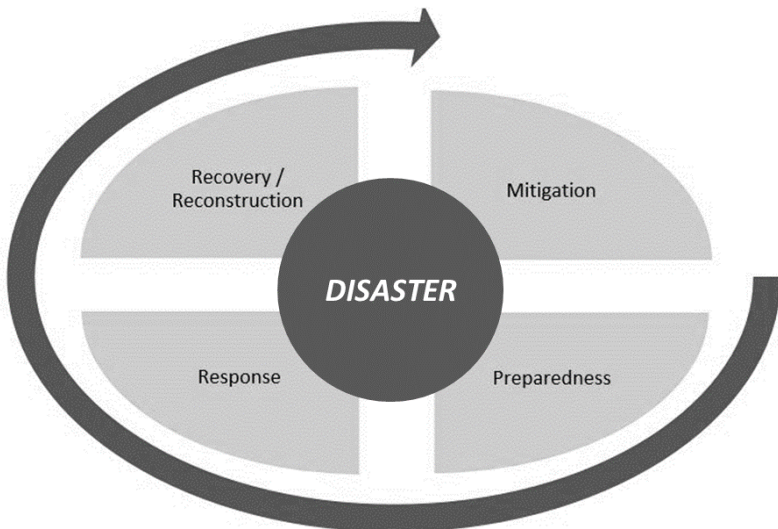 Recovery /
Reconstruction
Mitigation
DISASTER
Response
Preparedness